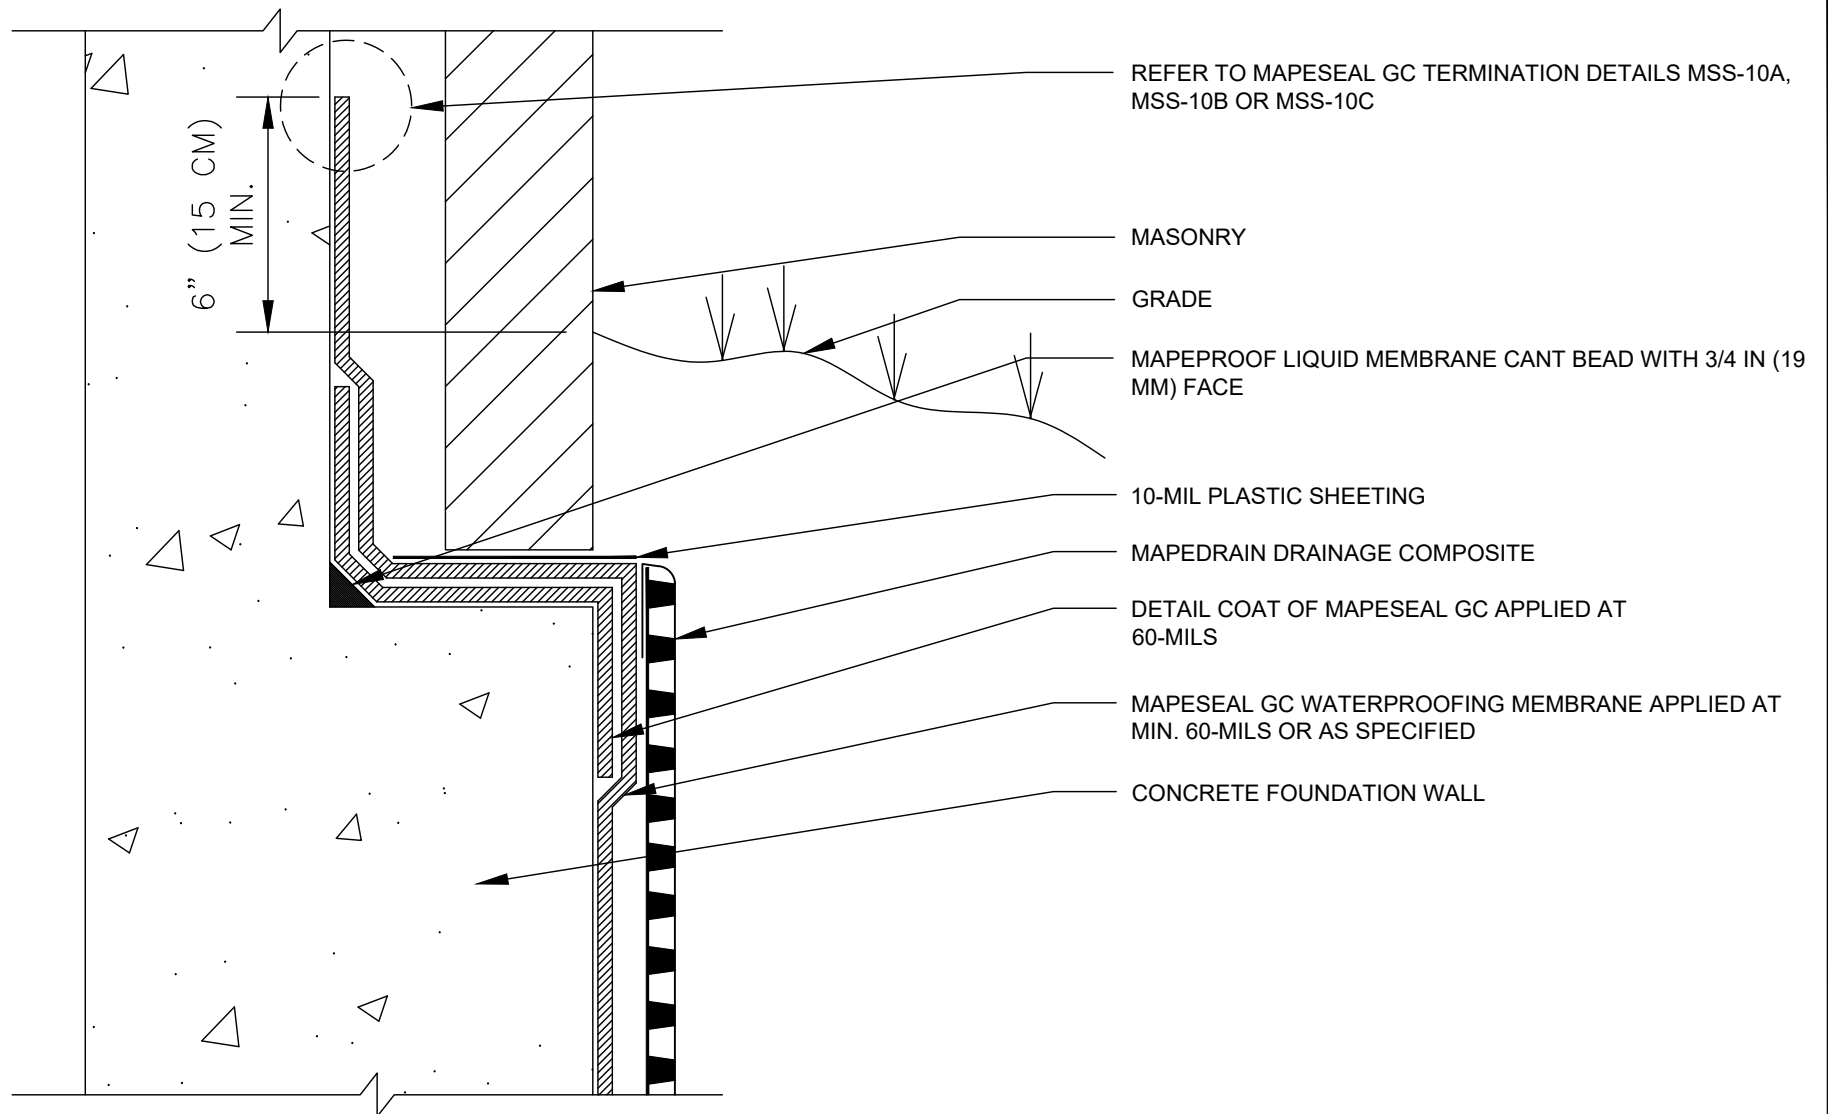 REFER TO MAPESEAL GC TERMINATION DETAILS MSS-10A,
MSS-10B OR MSS-10C
6” (15 CM)
MIN.
MASONRY
GRADE
MAPEPROOF LIQUID MEMBRANE CANT BEAD WITH 3/4 IN (19
MM) FACE
10-MIL PLASTIC SHEETING
MAPEDRAIN DRAINAGE COMPOSITE
DETAIL COAT OF MAPESEAL GC APPLIED AT
60-MILS
MAPESEAL GC WATERPROOFING MEMBRANE APPLIED AT
MIN. 60-MILS OR AS SPECIFIED
CONCRETE FOUNDATION WALL